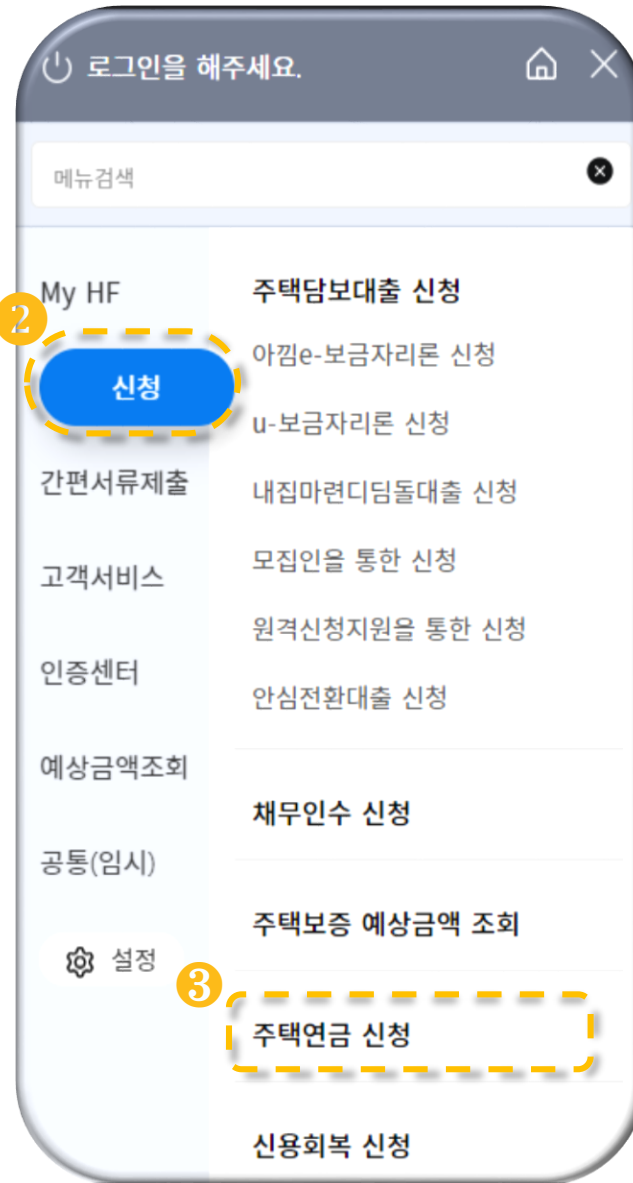 로그인을 해주세요.
메뉴검색
My HF
2
신청
간편서류제출
고객서비스
인증센터
예상금액조회
공통(임시)
설정
주택담보대출 신청
아낌e-보금자리론 신청
u-보금자리론 신청
내집마련디딤돌대출 신청
모집인을 통한 신청
원격신청지원을 통한 신청
안심전환대출 신청
채무인수 신청
주택보증 예상금액 조회
3
주택연금 신청
신용회복 신청